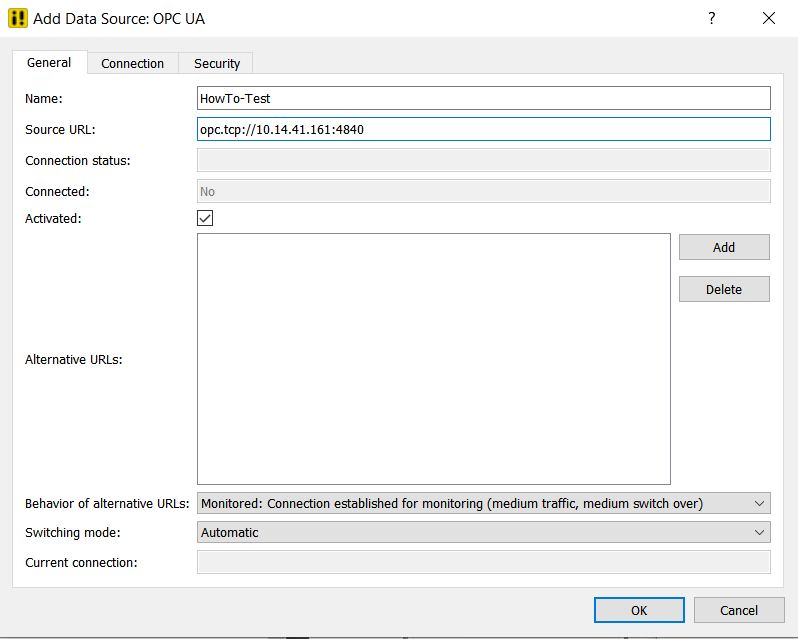 Add Data Source: OPC UA ?
General Connection Security
Name: HowTo-Test
Source URL: opc.tcp://10.14.41.161:4840
Connection status:
Connected: No
Activated:
Add
Delete
Alternative URLs:
Behavior of alternative URLs: Monitored: Connection established for monitoring (medium traffic, medium switch over)
Switching mode: Automatic
Current connection:
OK Cancel